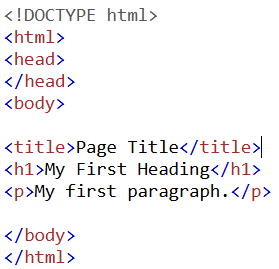 <!DOCTYPE html>
<html>
<head>
</head>
<body>
<title>Page Title</title>
<h1>My First Heading</h1>
<p>My first paragraph.</p>
</body>
</html>